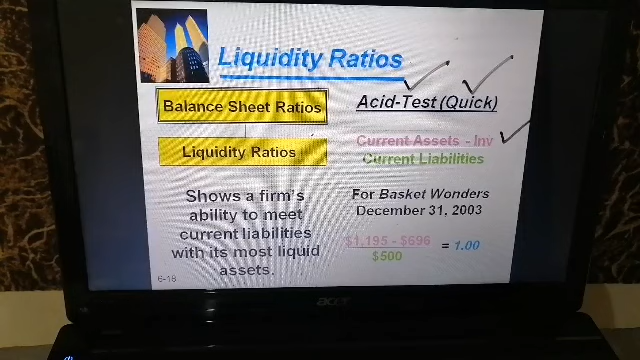 Liquidity Ratios
Balance Sheet Ratios
Liquidity Ratios
Shows a firm's
ability to meet
current liabilities
with its most liquid
assets.
6-18
Acid-Test (Quick)
Current Assets - Inv
Current Liabilities
For Basket Wonders
December 31, 2003
$1,195 - $696
$500
= 1.00
acer